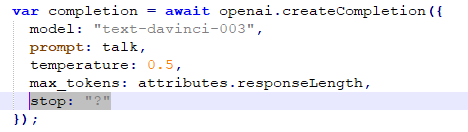 var completion = await openai.createCompletion({
model: "text-davinci-003",
prompt: talk,
temperature: 0.5,
max_tokens: attributes.responseLength,
stop: "?"
});